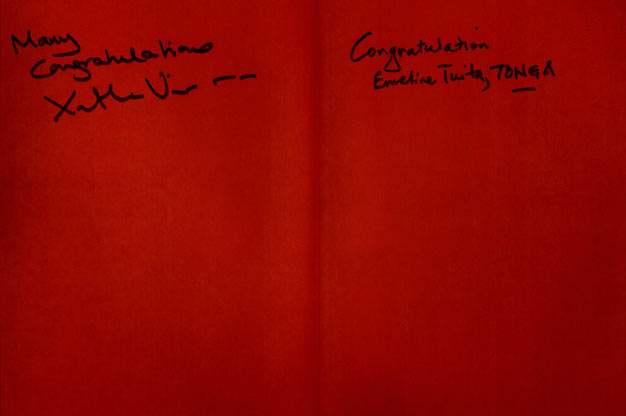 Many
Congratulations
Congratulation
Emeline Tuita, TONGA